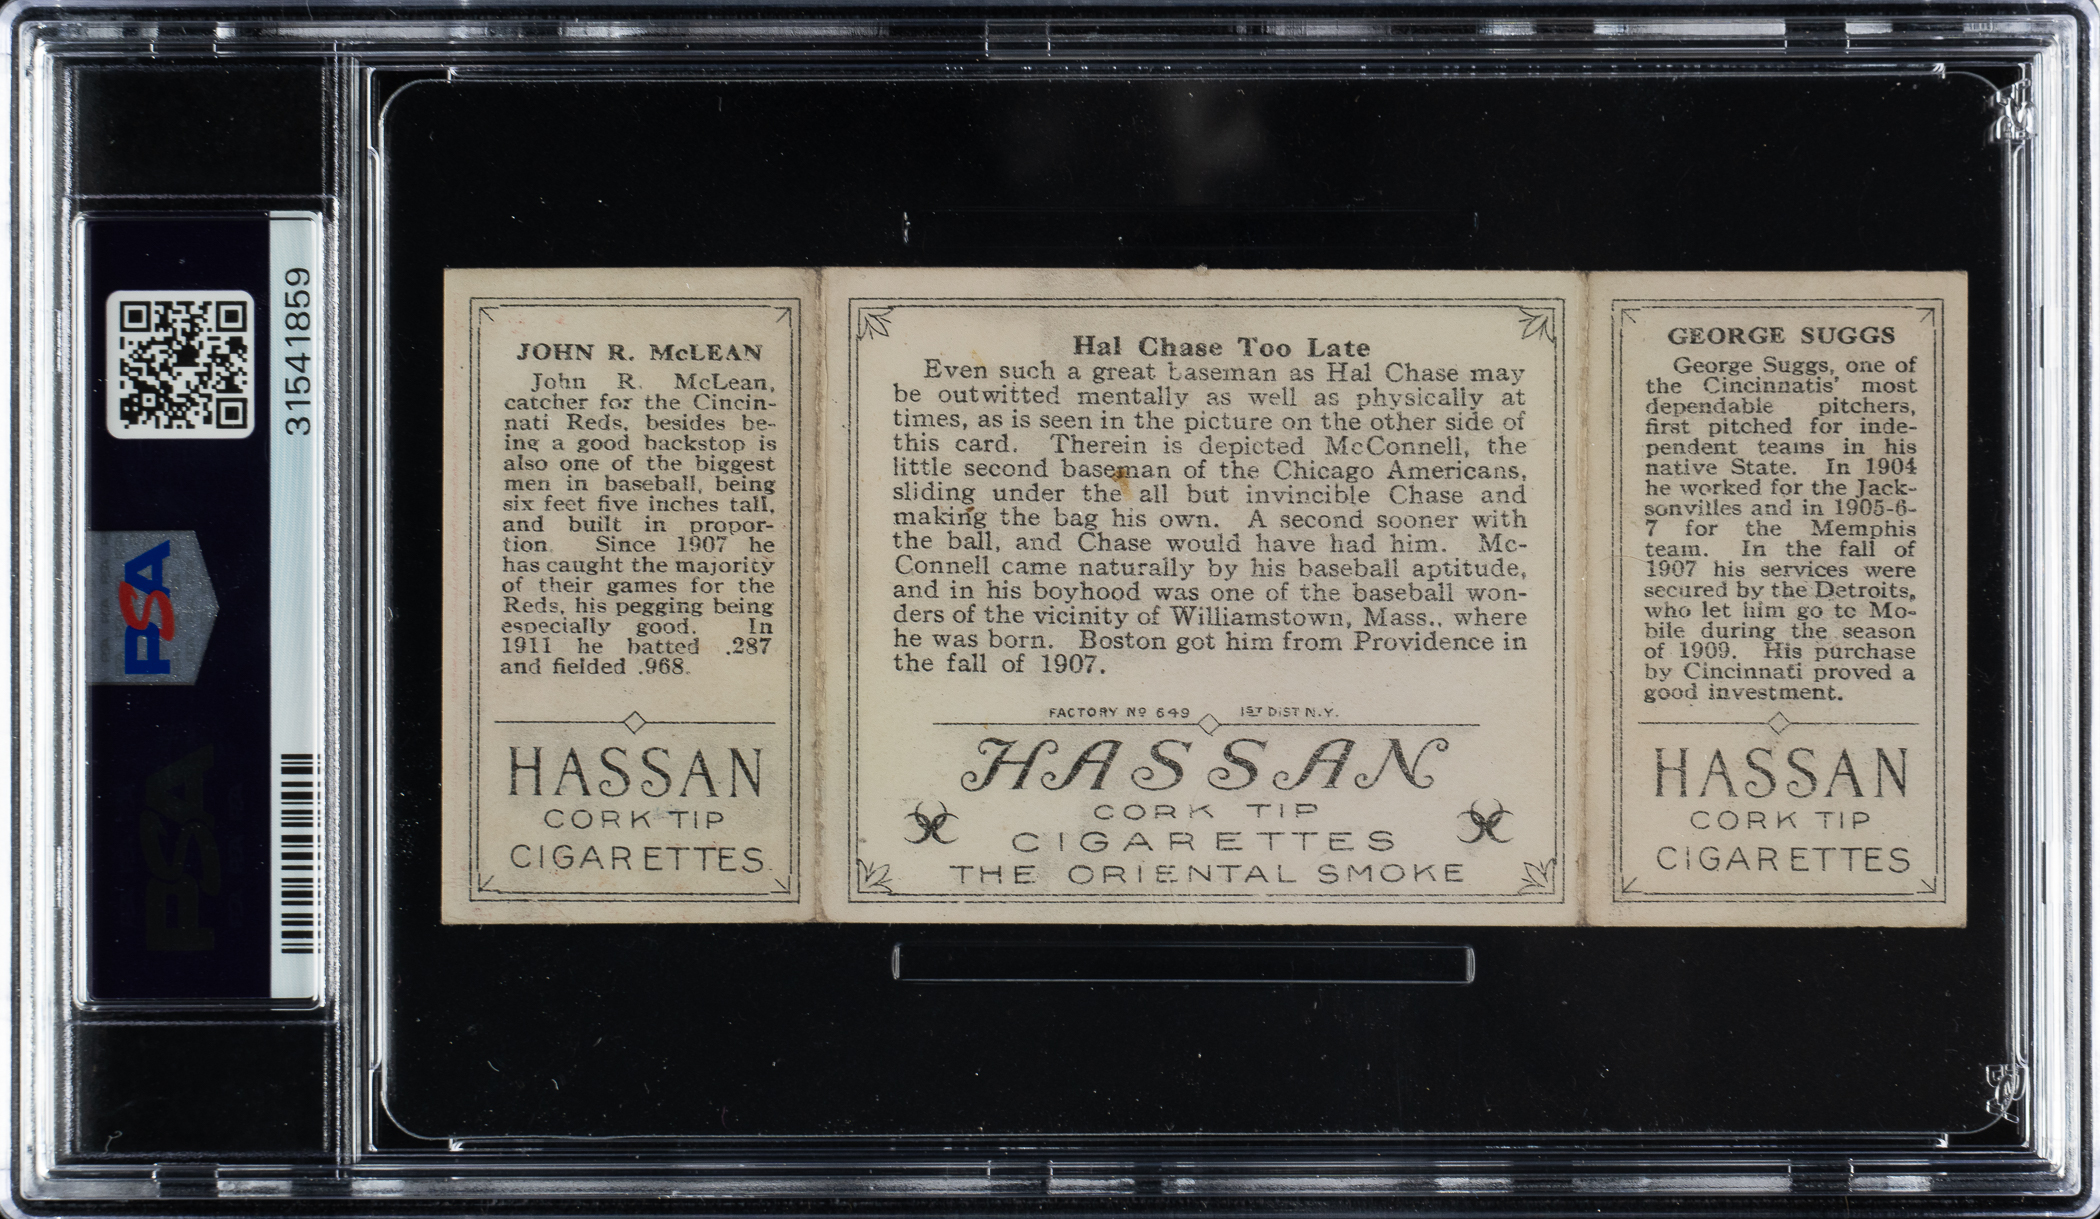 31541859
PSA
JOHN R. McLEAN
John R. McLean,
catcher for the Cincin-
nati Reds, besides be-
ing a good backstop is
also one of the biggest
men in baseball, being
six feet five inches tall,
and built in propor-
tion. Since 1907 he
has caught the majority
of their games for the
Reds, his pegging being
especially good. In
1911 he batted .287
and fielded .968.
HASSAN
CORK TIP
CIGARETTES
Hal Chase Too Late
Even such a great baseman as Hal Chase may
be outwitted mentally as well as physically at
times, as is seen in the picture on the other side of
this card. Therein is depicted McConnell, the
little second baseman of the Chicago Americans,
sliding under the all but invincible Chase and
making the bag his own. A second sooner with
the ball, and Chase would have had him. Mc-
Connell came naturally by his baseball aptitude,
and in his boyhood was one of the baseball won-
ders of the vicinity of Williamstown, Mass., where
he was born. Boston got him from Providence in
the fall of 1907.
FACTORY No 649 1ST DIST N.Y.
HASSAN
CORK TIP
CIGARETTES
THE ORIENTAL SMOKE
GEORGE SUGGS
George Suggs, one of
the Cincinnatis' most
dependable pitchers,
first pitched for inde-
pendent teams in his
native State. In 1904
he worked for the Jack-
sonvilles and in 1905-6-
7 for the Memphis
team. In the fall of
1907 his services were
secured by the Detroits,
who let him go to Mo-
bile during the season
of 1909. His purchase
by Cincinnati proved a
good investment.
HASSAN
CORK TIP
CIGARETTES